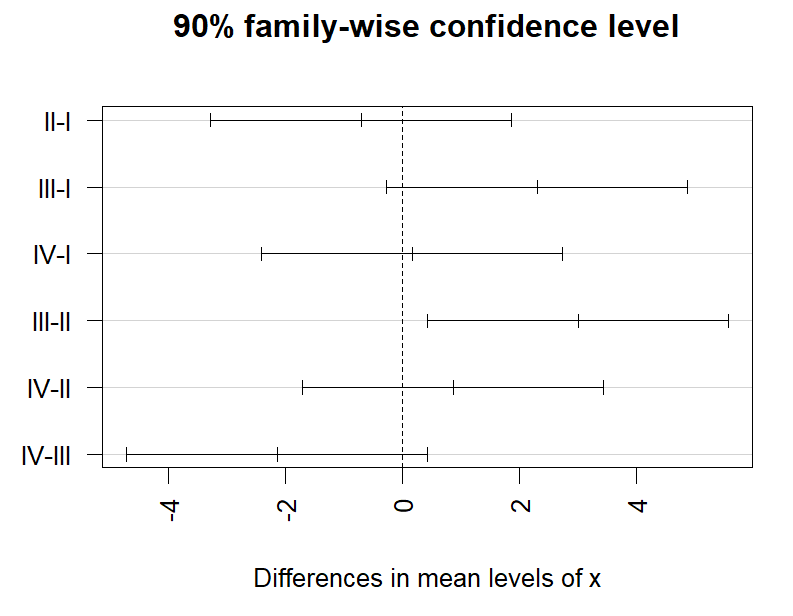 90% family-wise confidence level
II-I
III-I
IV-I
III-II
IV-II
IV-III
-4
-2
0
2
4
Differences in mean levels of x